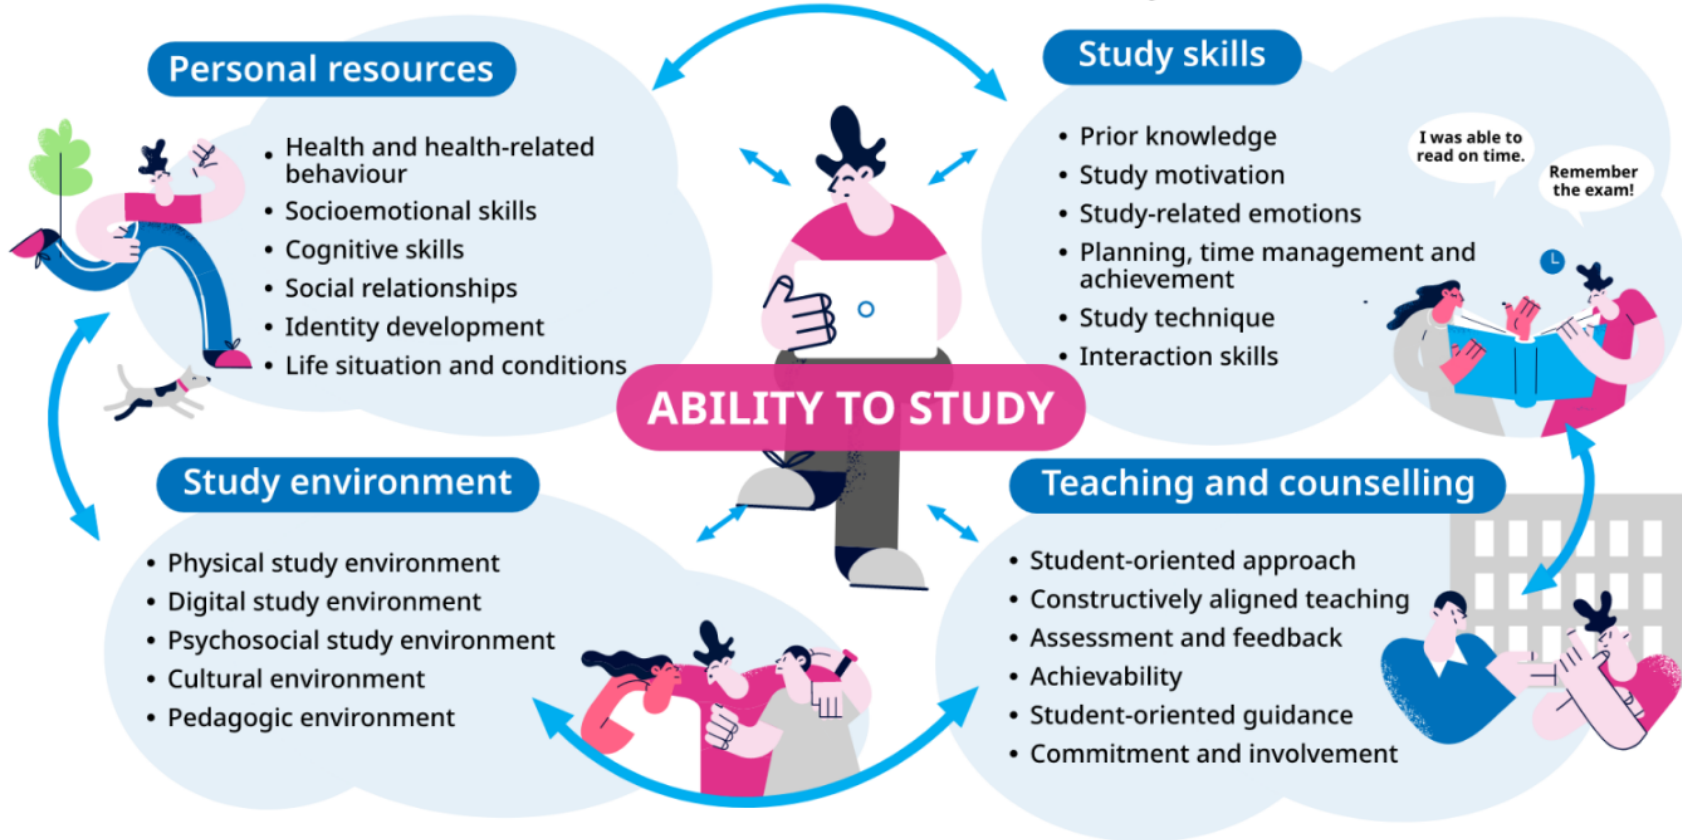 Personal resources
• Health and health-related
behaviour
• Socioemotional skills
• Cognitive skills
• Social relationships
• Identity development
• Life situation and conditions
Study skills
• Prior knowledge
• Study motivation
• Study-related emotions
• Planning, time management and
achievement
• Study technique
• Interaction skills
I was able to
read on time.
Remember
the exam!
ABILITY TO STUDY
Study environment
• Physical study environment
• Digital study environment
• Psychosocial study environment
• Cultural environment
• Pedagogic environment
Teaching and counselling
• Student-oriented approach
• Constructively aligned teaching
• Assessment and feedback
• Achievability
• Student-oriented guidance
• Commitment and involvement